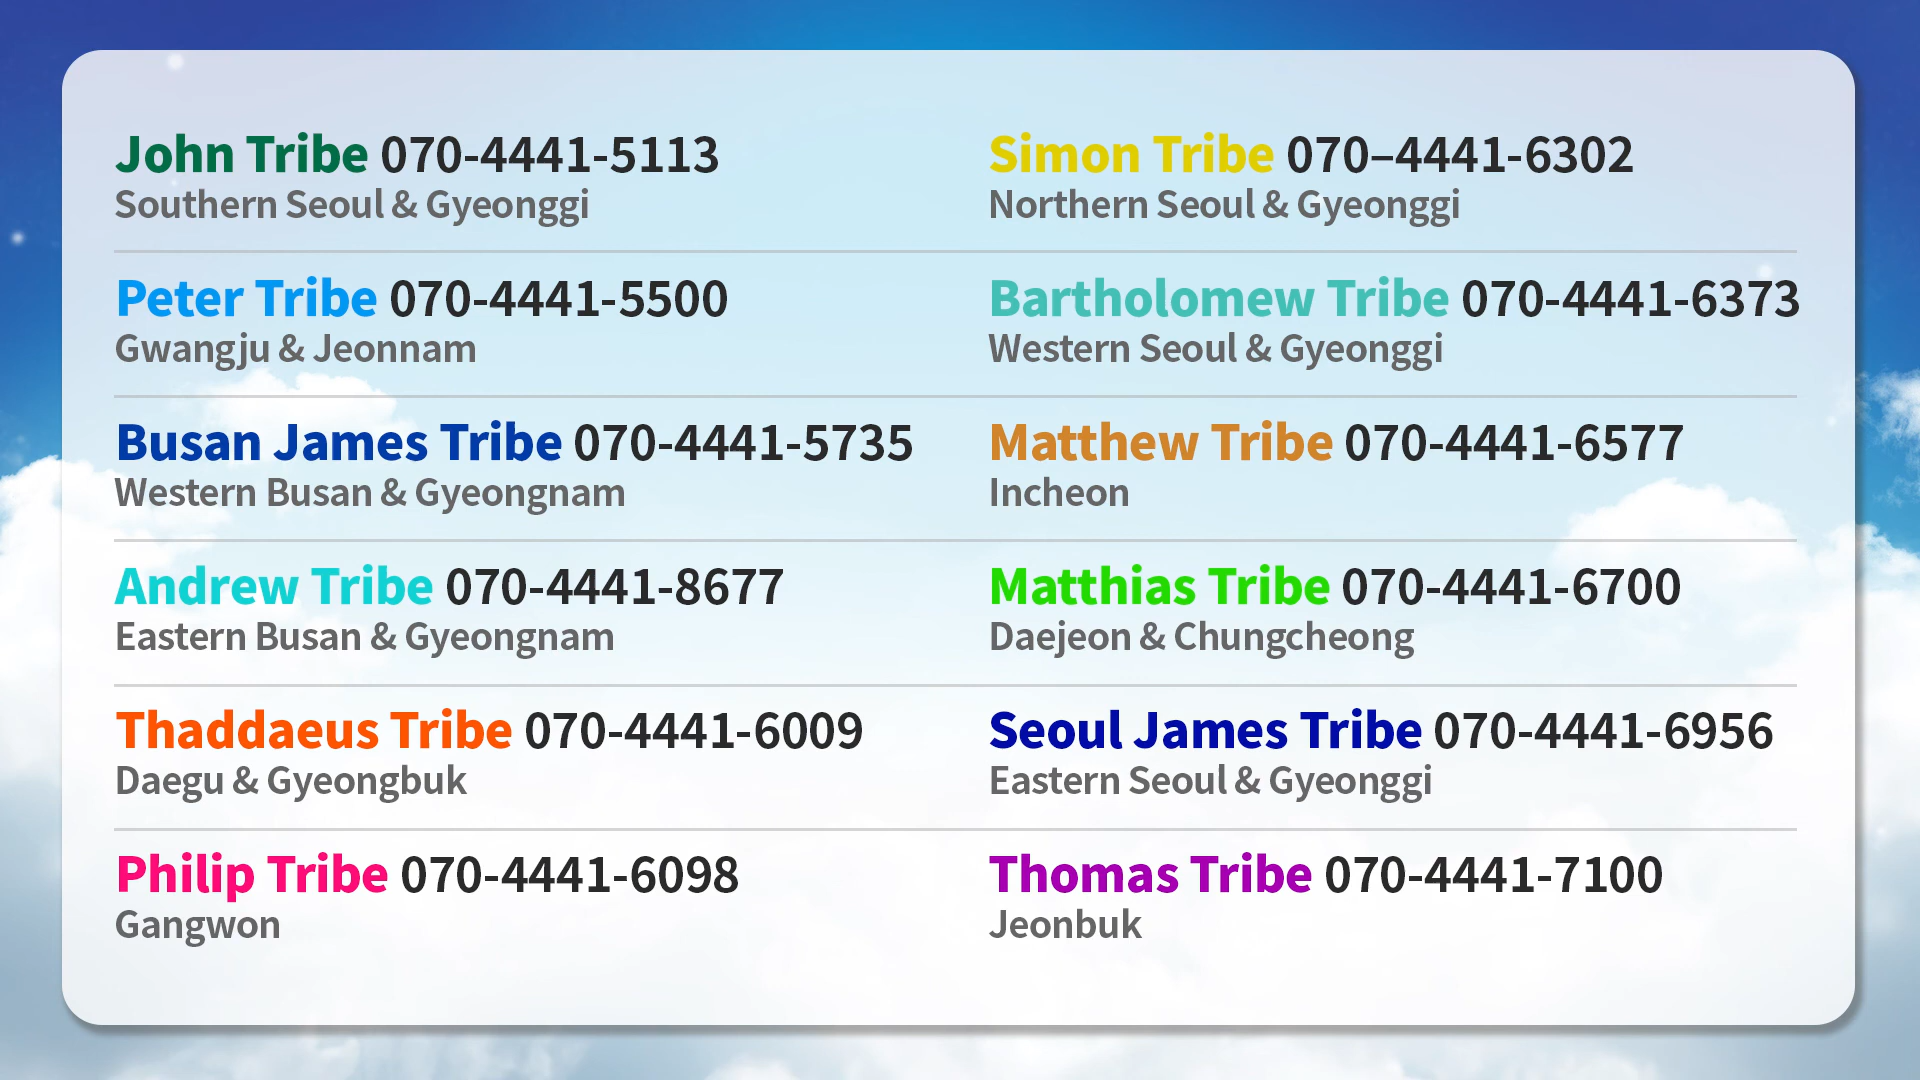 John Tribe 070-4441-5113
Southern Seoul & Gyeonggi
Simon Tribe 070–4441-6302
Northern Seoul & Gyeonggi
Peter Tribe 070-4441-5500
Gwangju & Jeonnam
Bartholomew Tribe 070-4441-6373
Western Seoul & Gyeonggi
Busan James Tribe 070-4441-5735
Western Busan & Gyeongnam
Matthew Tribe 070-4441-6577
Incheon
Andrew Tribe 070-4441-8677
Eastern Busan & Gyeongnam
Matthias Tribe 070-4441-6700
Daejeon & Chungcheong
Thaddaeus Tribe 070-4441-6009
Daegu & Gyeongbuk
Seoul James Tribe 070-4441-6956
Eastern Seoul & Gyeonggi
Philip Tribe 070-4441-6098
Gangwon
Thomas Tribe 070-4441-7100
Jeonbuk